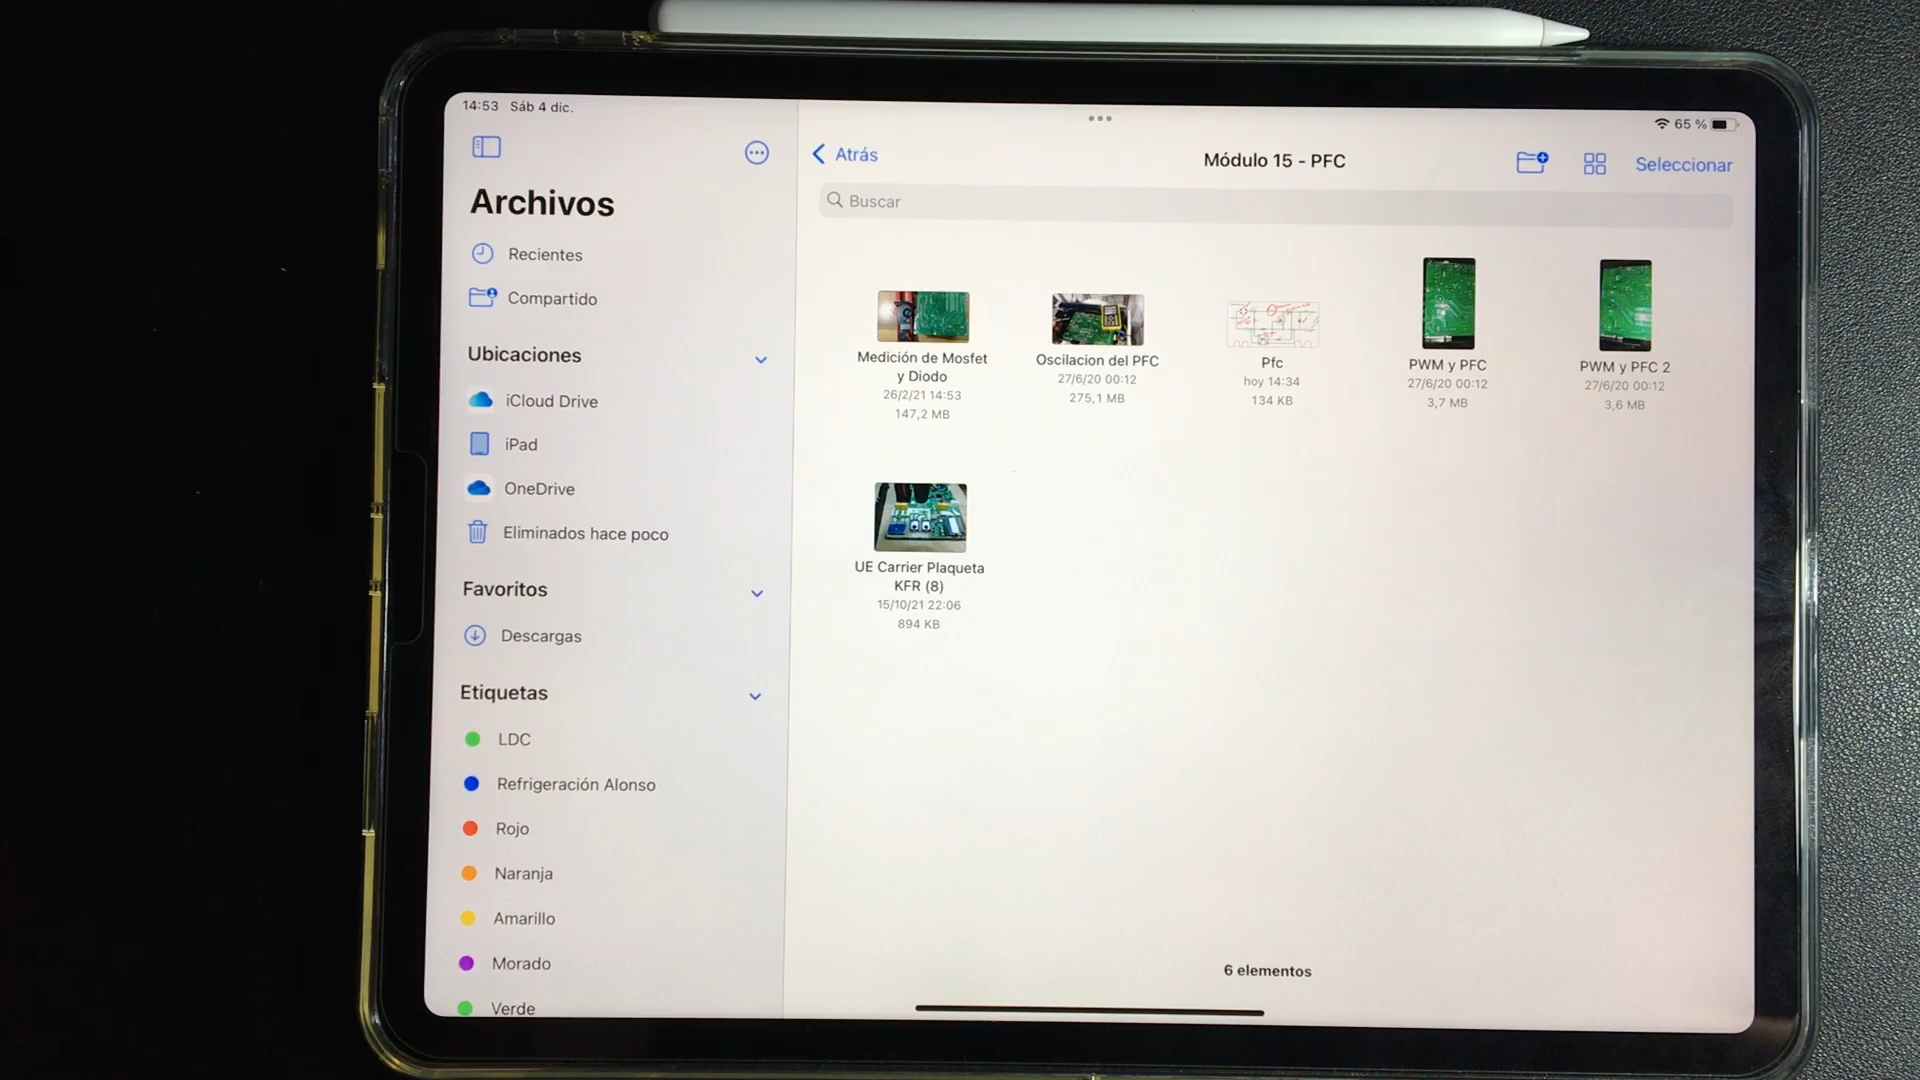 14:53 Sáb 4 dic.
65 %
Archivos
Recientes
Compartido
Ubicaciones
iCloud Drive
iPad
OneDrive
Eliminados hace poco
Favoritos
Descargas
Etiquetas
LDC
Refrigeración Alonso
Rojo
Naranja
Amarillo
Morado
Verde
Atrás
Módulo 15 - PFC
Seleccionar
Buscar
Medición de Mosfet
y Diodo
26/2/21 14:53
147,2 MB
Oscilacion del PFC
27/6/20 00:12
275,1 MB
Pfc
hoy 14:34
134 KB
PWM y PFC
27/6/20 00:12
3,7 MB
PWM y PFC 2
27/6/20 00:12
3,6 MB
UE Carrier Plaqueta
KFR (8)
15/10/21 22:06
894 KB
6 elementos